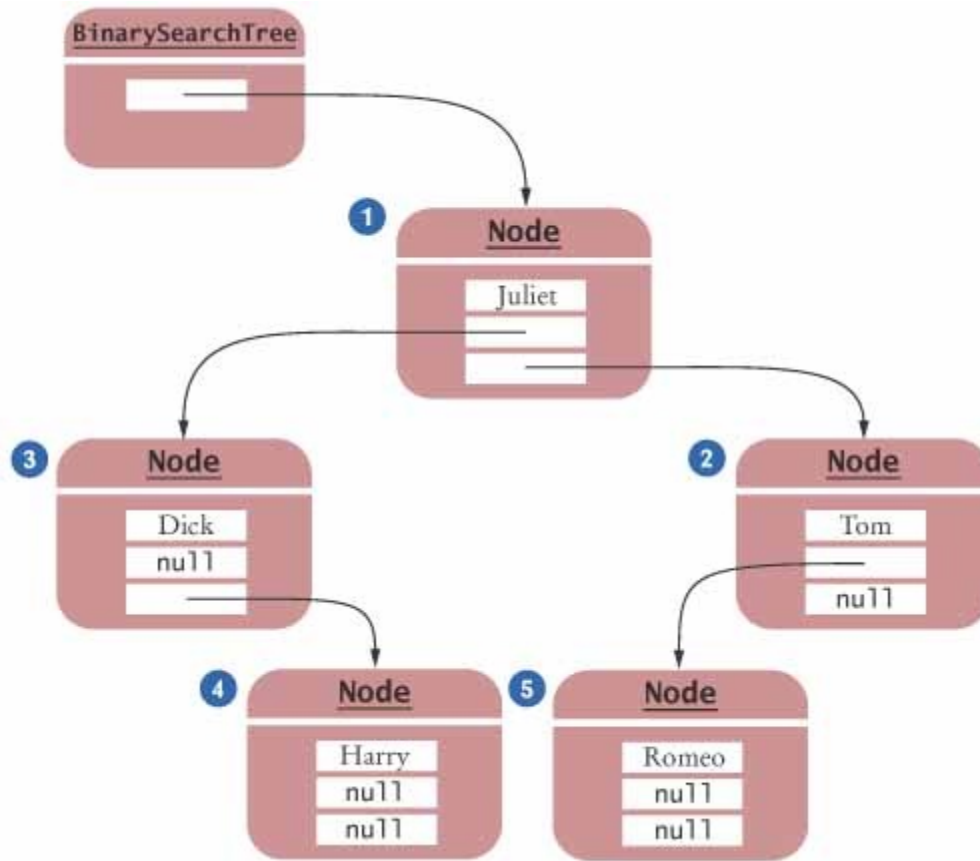 BinarySearchTree
1
Node
Juliet
3
Node
Dick
null
2
Node
Tom
null
4
Node
Harry
null
null
5
Node
Romeo
null
null